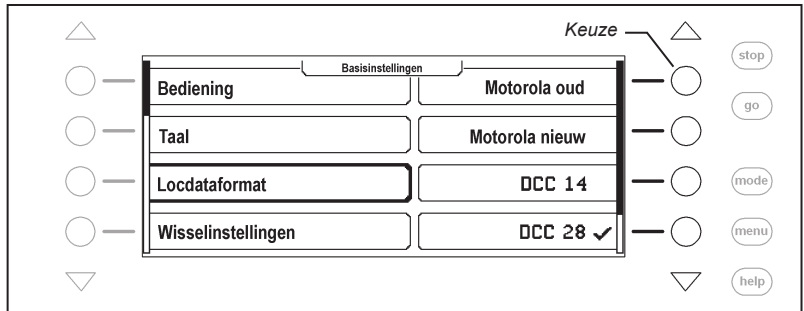 Keuze
stop
Basisinstellingen
Bediening
Motorola oud
go
Taal
Motorola nieuw
Locdataformat
DCC 14
mode
Wisselinstellingen
DCC 28 ✓
menu
help